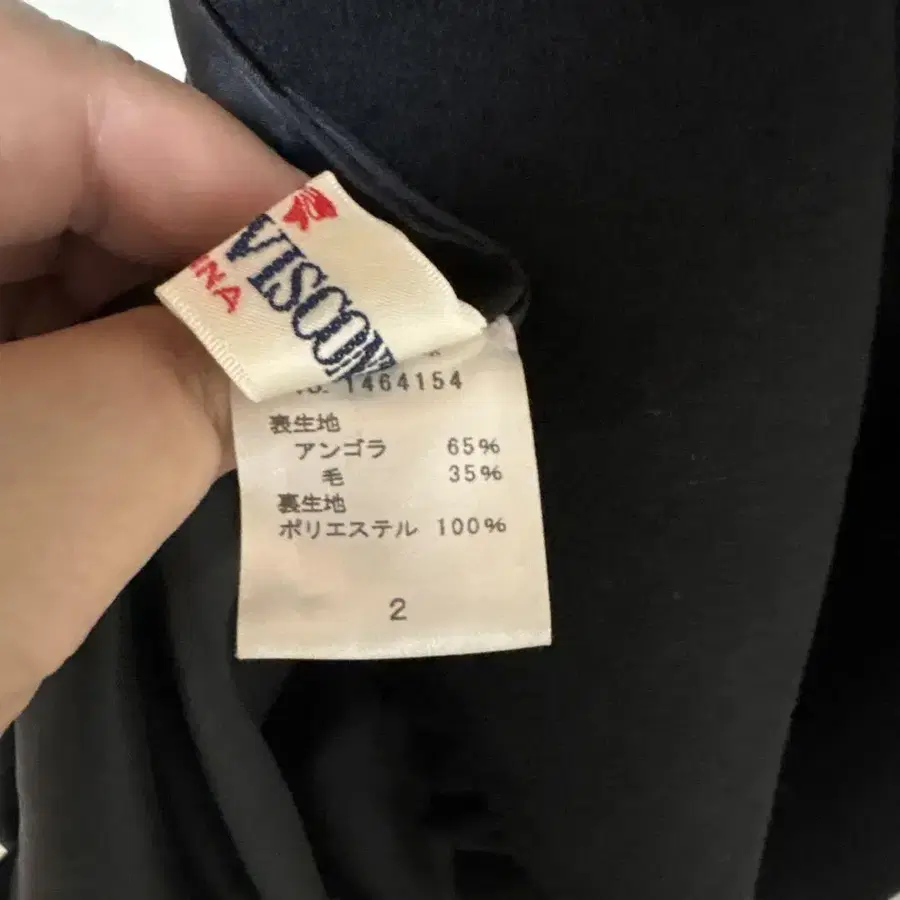 VISCON
NA
1464154
表生地
アンゴラ 65%
毛 35%
裏生地
ポリエステル 100%
2